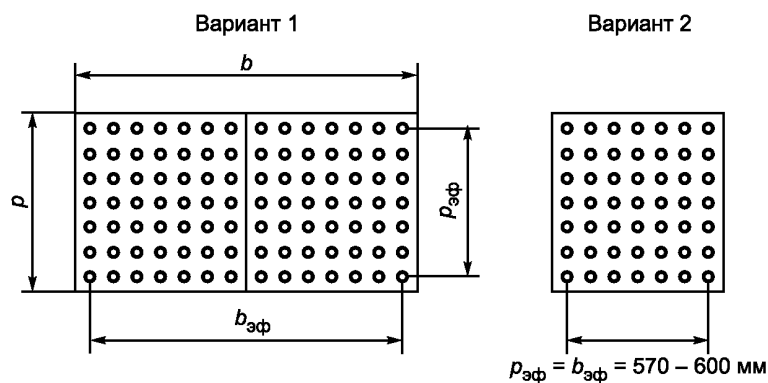 Вариант 1
Вариант 2
b
p
pэф
bэф
pэф = bэф = 570 – 600 мм